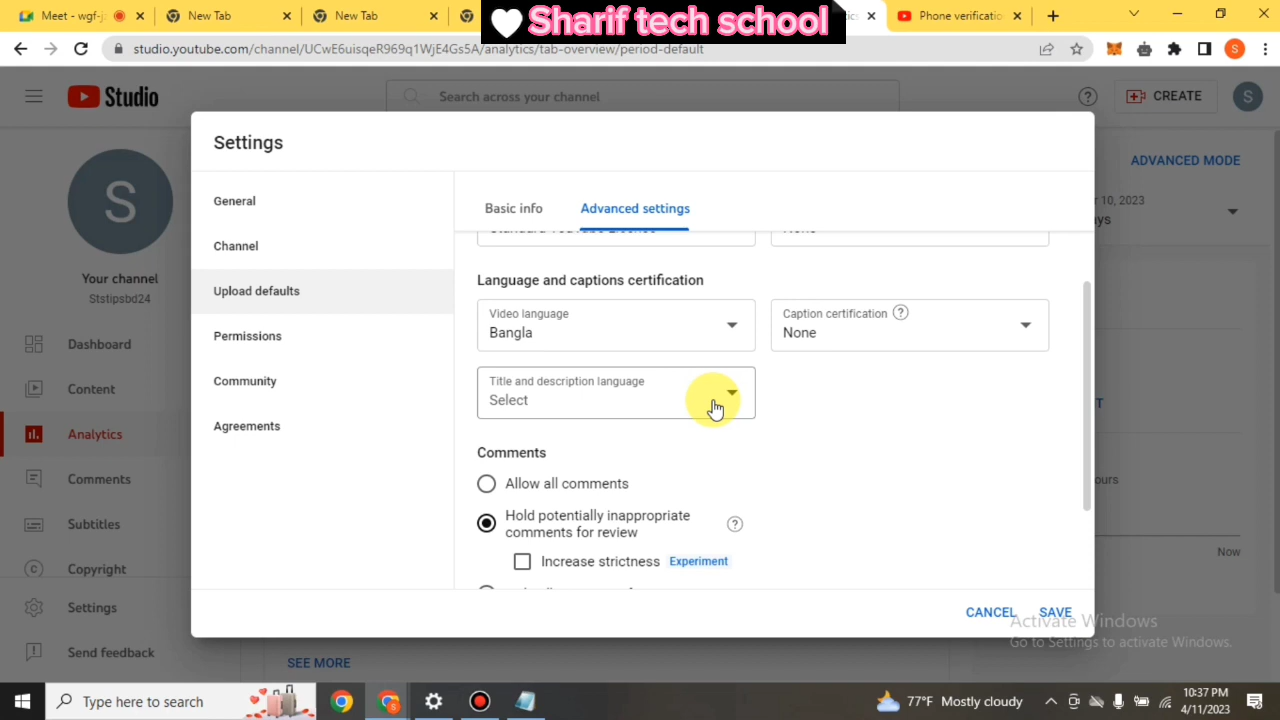 Meet - wgf-j
New Tab
New Tab
Sharif tech school
Phone verificatio
studio.youtube.com/channel/UCwE6uisqeR969q1WjE4Gs5A/analytics/tab-overview/period-default
S
Studio
Search across your channel
CREATE
S
Settings
ADVANCED MODE
S
General
Basic info
Advanced settings
Channel
Your channel
Ststipsbd24
Upload defaults
Language and captions certification
Permissions
Video language
Bangla
Caption certification
None
Dashboard
Community
Title and description language
Select
Content
Agreements
Analytics
Comments
Comments
Allow all comments
Subtitles
Hold potentially inappropriate
comments for review
Copyright
Increase strictness Experiment
Now
Settings
CANCEL
SAVE
Activate Windows
Go to Settings to activate Windows.
Send feedback
SEE MORE
Type here to search
77°F Mostly cloudy
10:37 PM
4/11/2023